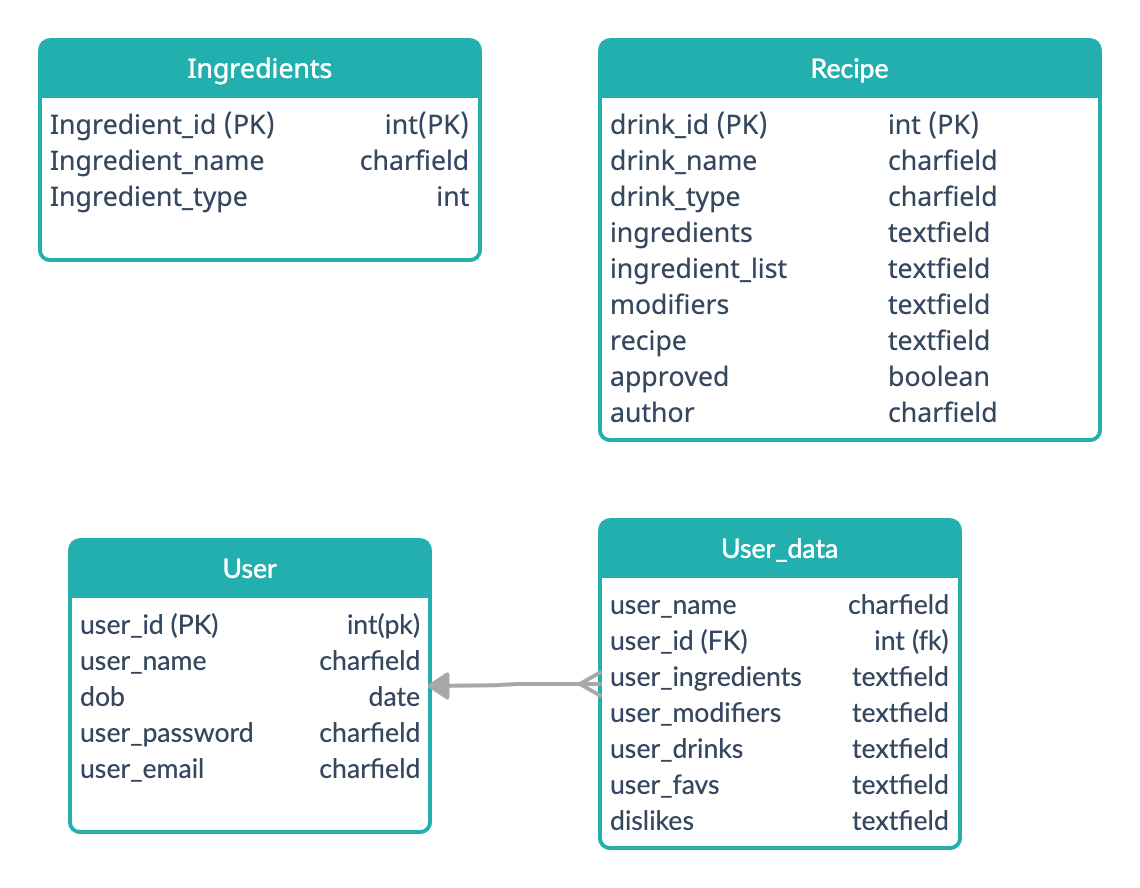 Ingredients
Ingredient_id (PK) int(PK)
Ingredient_name charfield
Ingredient_type int
Recipe
drink_id (PK) int (PK)
drink_name charfield
drink_type charfield
ingredients textfield
ingredient_list textfield
modifiers textfield
recipe textfield
approved boolean
author charfield
User
user_id (PK) int(pk)
user_name charfield
dob date
user_password charfield
user_email charfield
User_data
user_name charfield
user_id (FK) int (fk)
user_ingredients textfield
user_modifiers textfield
user_drinks textfield
user_favs textfield
dislikes textfield